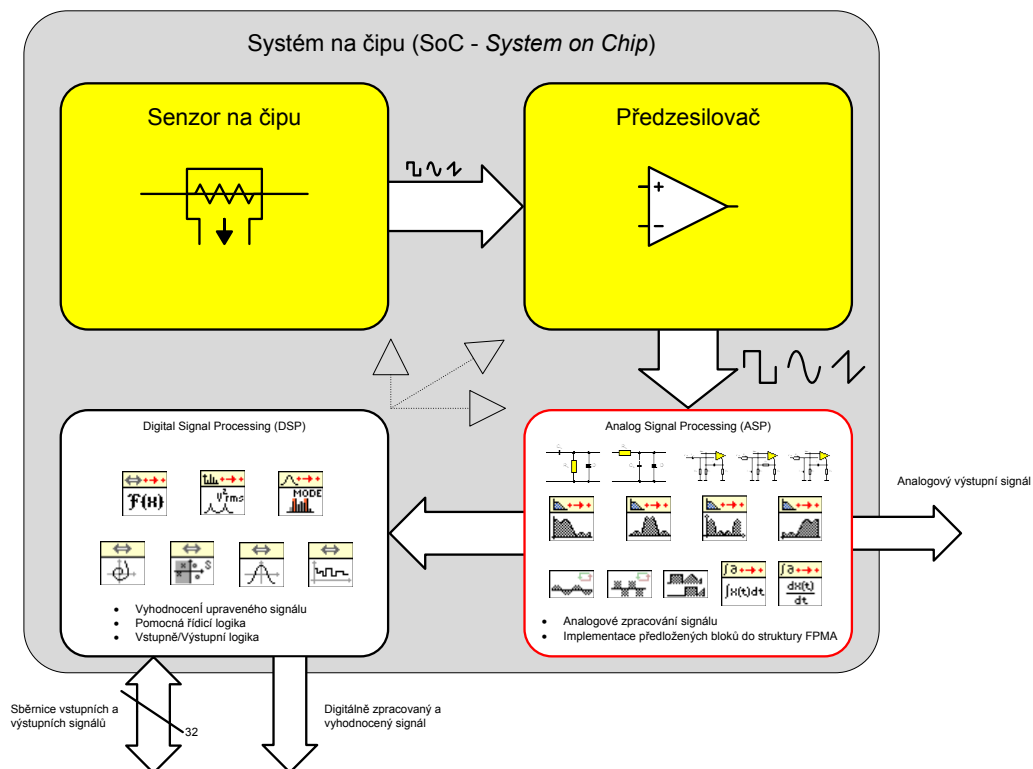 Systém na čipu (SoC - System on Chip)
Senzor na čipu
Předzesilovač
Digital Signal Processing (DSP)
F(x)
rms
MODE
S
Vyhodnocení upraveného signálu
Pomocná řídicí logika
Vstupně/Výstupní logika
Analog Signal Processing (ASP)
∫x(t)dt
dx(t)
dt
Analogové zpracování signálu
Implementace předložených bloků do struktury FPMA
Analogový výstupní signál
Sběrnice vstupních a
výstupních signálů
32
Digitálně zpracovaný a
vyhodnocený signál